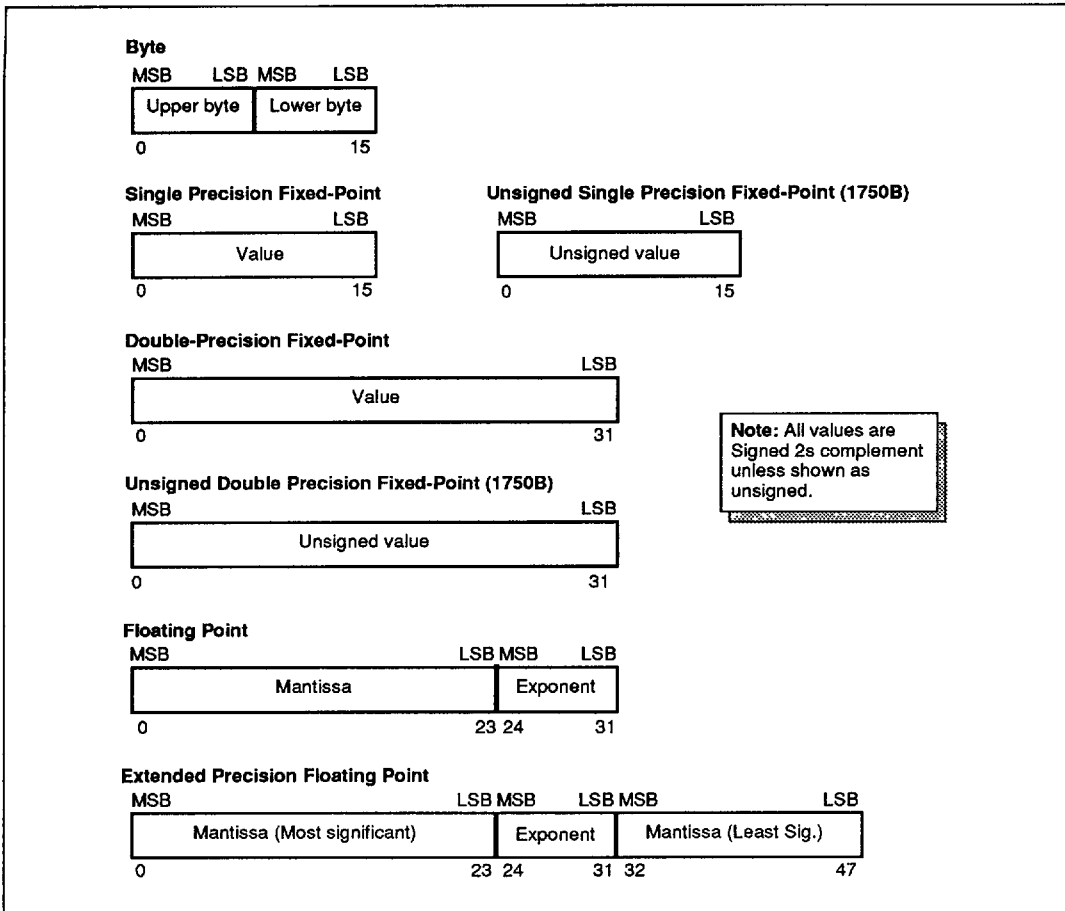 Byte
MSB LSB MSB LSB
Upper byte Lower byte
0 15
Single Precision Fixed-Point
MSB LSB
Value
0 15
Unsigned Single Precision Fixed-Point (1750B)
MSB LSB
Unsigned value
0 15
Double-Precision Fixed-Point
MSB LSB
Value
0 31
Note: All values are
Signed 2s complement
unless shown as
unsigned.
Unsigned Double Precision Fixed-Point (1750B)
MSB LSB
Unsigned value
0 31
Floating Point
MSB LSB MSB LSB
Mantissa Exponent
0 23 24 31
Extended Precision Floating Point
MSB LSB MSB LSB MSB LSB
Mantissa (Most significant) Exponent Mantissa (Least Sig.)
0 23 24 31 32 47